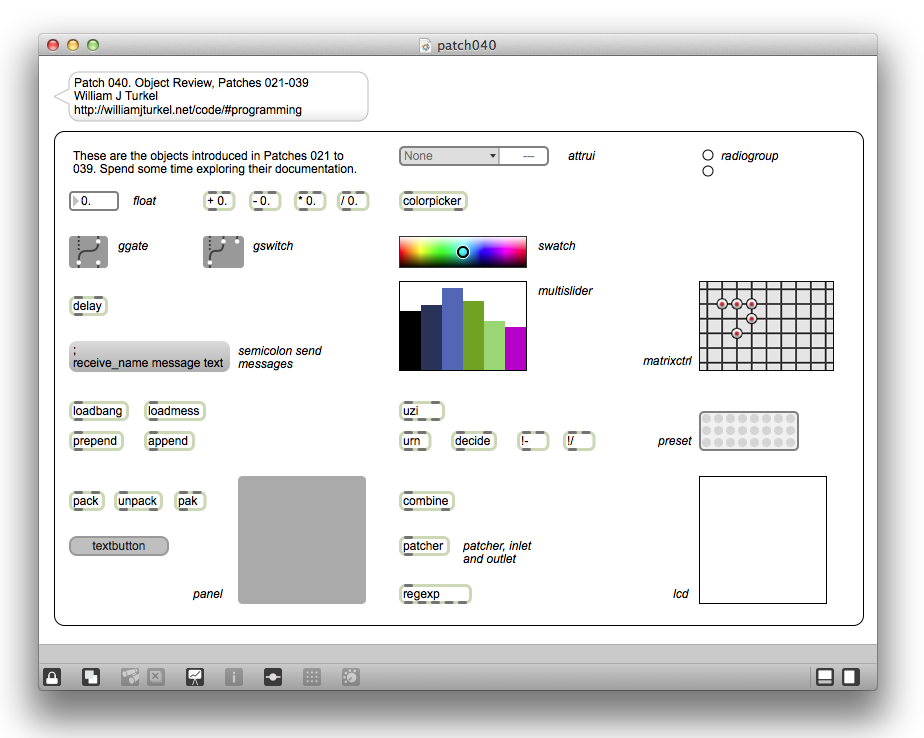 patch040
Patch 040. Object Review, Patches 021-039
William J Turkel
http://williamjturkel.net/code/#programming
These are the objects introduced in Patches 021 to
039. Spend some time exploring their documentation.
None
---
attrui
radiogroup
0.
float
+ 0.
- 0.
* 0.
/ 0.
colorpicker
ggate
gswitch
swatch
delay
multislider
;
receive_name message text
semicolon send
messages
matrixctrl
loadbang
loadmess
uzi
prepend
append
urn
decide
!-
!/
preset
pack
unpack
pak
combine
textbutton
patcher
patcher, inlet
and outlet
panel
regexp
lcd